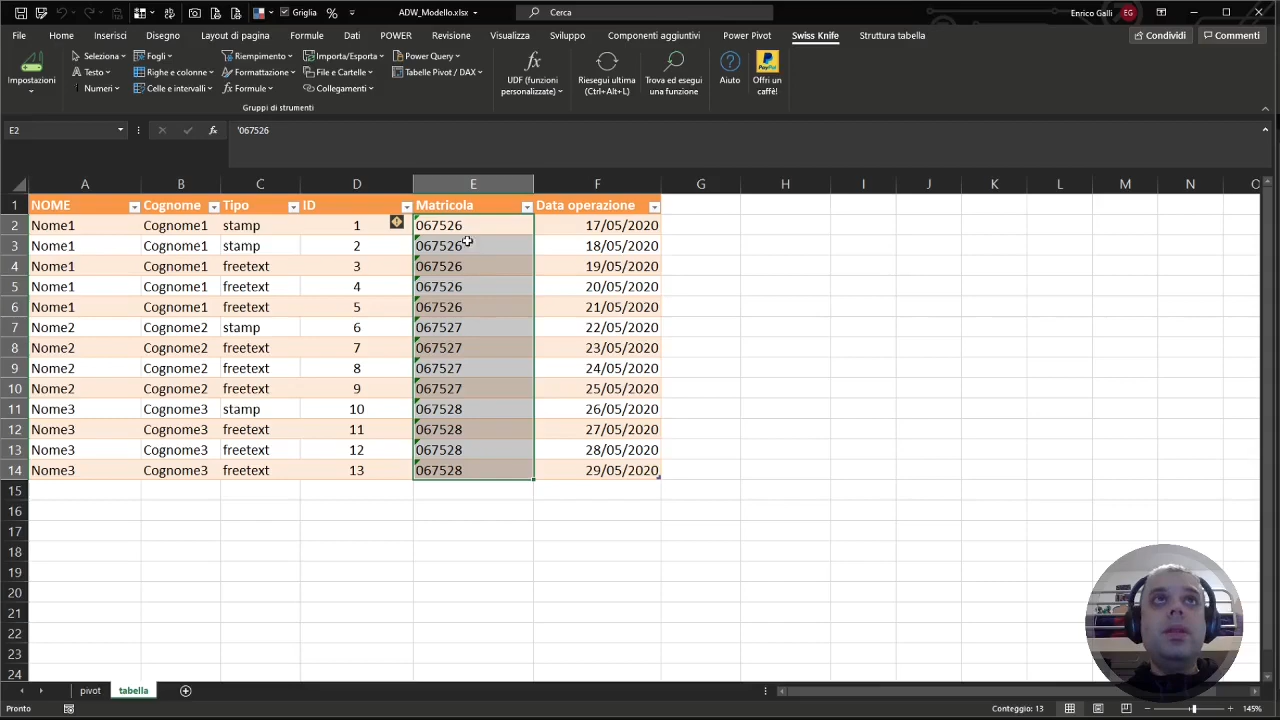 Griglia
ADW_Modello.xlsx
Cerca
Enrico Galli
EG
File Home Inserisci Disegno Layout di pagina Formule Dati POWER Revisione Visualizza Sviluppo Componenti aggiuntivi Power Pivot Swiss Knife Struttura tabella
Condividi
Commenti
Impostazioni
Seleziona
Testo
Numeri
Fogli
Righe e colonne
Celle e intervalli
Riempimento
Formattazione
Formule
Importa/Esporta
File e Cartelle
Collegamenti
Power Query
Tabelle Pivot / DAX
UDF (funzioni
personalizzate)
Riesegui ultima
(Ctrl+Alt+L)
Trova ed esegui
una funzione
Aiuto
PayPal
Offri un
caffè!
Gruppi di strumenti
E2
fx
'067526
A B C D E F G H I J K L M N O
1 NOME Cognome Tipo ID Matricola Data operazione
2 Nome1 Cognome1 stamp 1 067526 17/05/2020
3 Nome1 Cognome1 stamp 2 067526 18/05/2020
4 Nome1 Cognome1 freetext 3 067526 19/05/2020
5 Nome1 Cognome1 freetext 4 067526 20/05/2020
6 Nome1 Cognome1 freetext 5 067526 21/05/2020
7 Nome2 Cognome2 stamp 6 067527 22/05/2020
8 Nome2 Cognome2 freetext 7 067527 23/05/2020
9 Nome2 Cognome2 freetext 8 067527 24/05/2020
10 Nome2 Cognome2 freetext 9 067527 25/05/2020
11 Nome3 Cognome3 stamp 10 067528 26/05/2020
12 Nome3 Cognome3 freetext 11 067528 27/05/2020
13 Nome3 Cognome3 freetext 12 067528 28/05/2020
14 Nome3 Cognome3 freetext 13 067528 29/05/2020
15
16
17
18
19
20
21
22
23
24
pivot tabella
Pronto
Conteggio: 13
145%